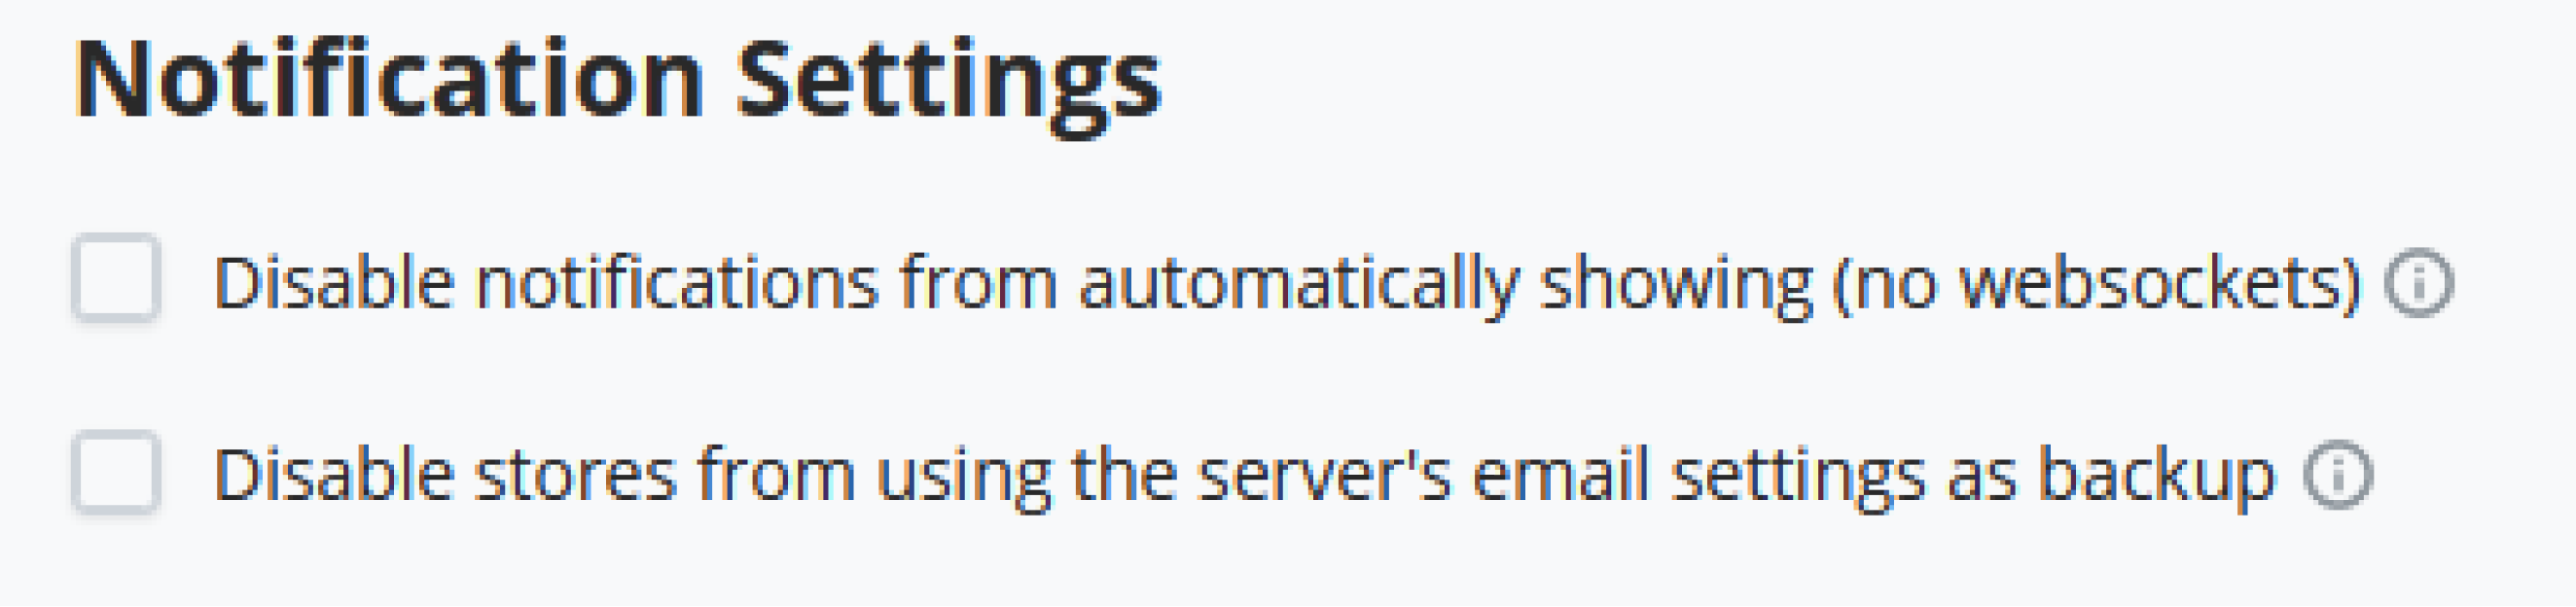 Notification Settings
Disable notifications from automatically showing (no websockets)
Disable stores from using the server's email settings as backup